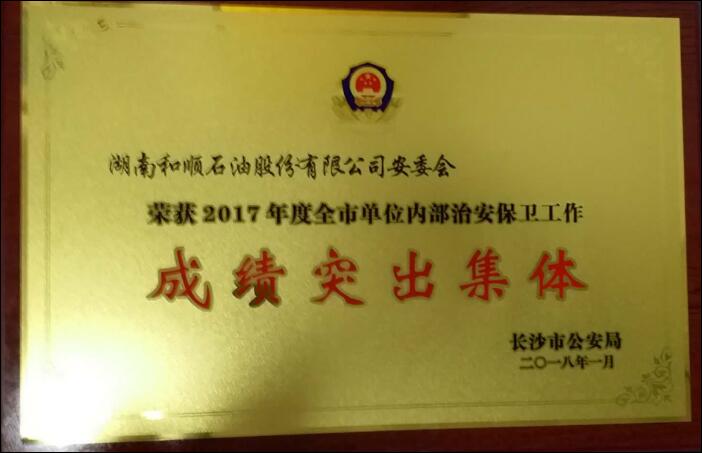 湖南和顺石油股份有限公司安委会
荣获2017年度全市单位内部治安保卫工作
成绩突出集体
长沙市公安局
二〇一八年一月